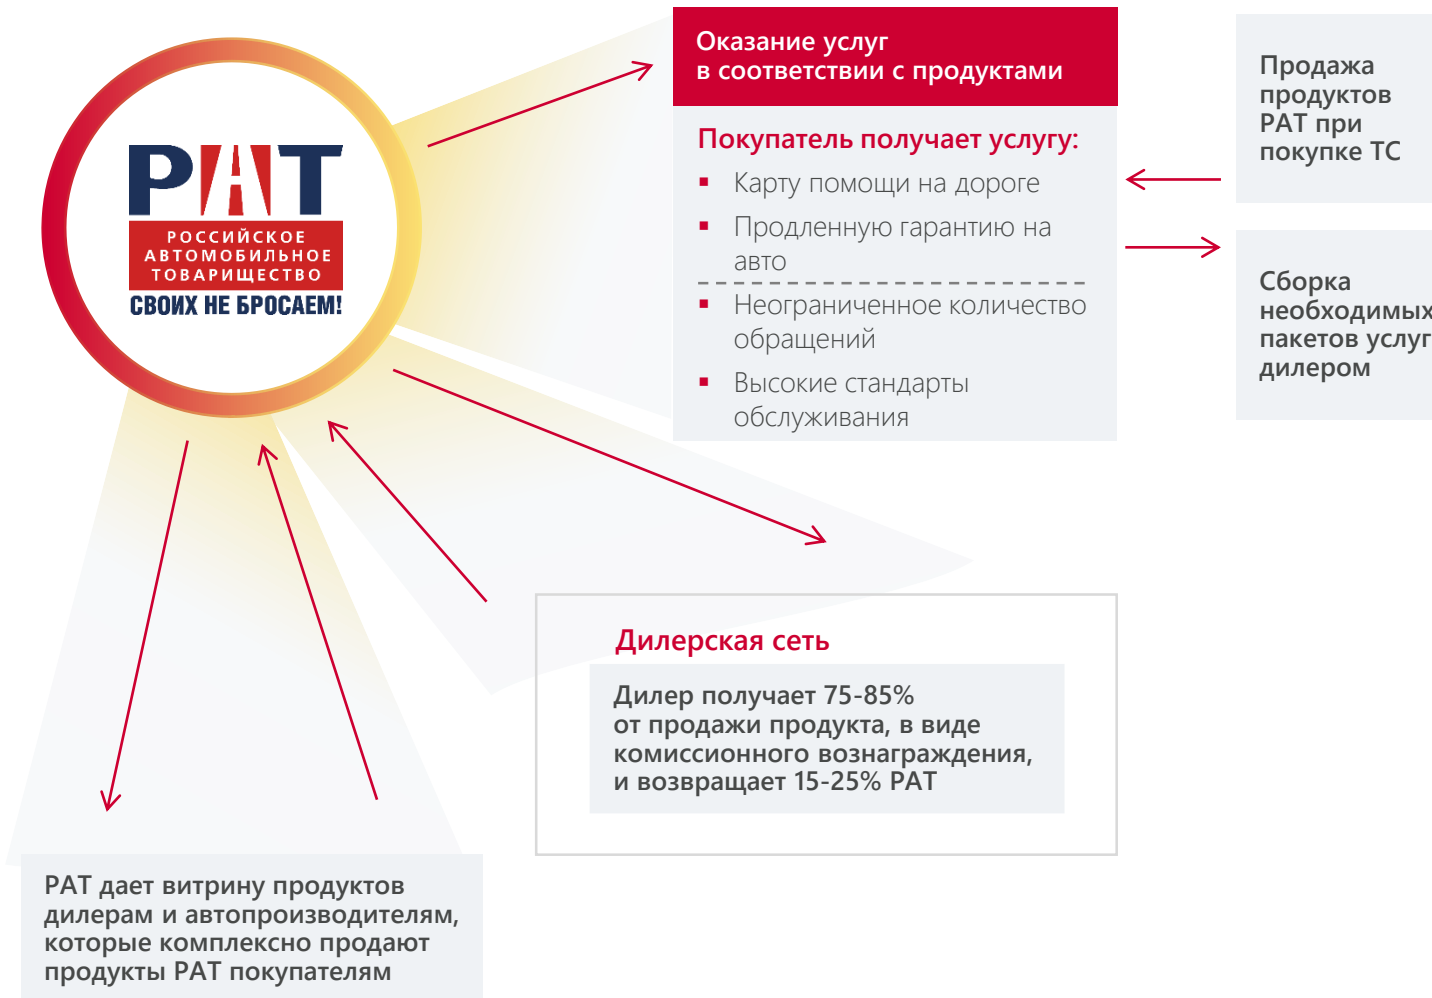 РАТ
РОССИЙСКОЕ
АВТОМОБИЛЬНОЕ
ТОВАРИЩЕСТВО
СВОИХ НЕ БРОСАЕМ!
Оказание услуг
в соответствии с продуктами
Покупатель получает услугу:
▪ Карту помощи на дороге
▪ Продленную гарантию на
авто
▪ Неограниченное количество
обращений
▪ Высокие стандарты
обслуживания
Продажа
продуктов
РАТ при
покупке ТС
Сборка
необходимых
пакетов услуг
дилером
Дилерская сеть
Дилер получает 75-85%
от продажи продукта, в виде
комиссионного вознаграждения,
и возвращает 15-25% РАТ
РАТ дает витрину продуктов
дилерам и автопроизводителям,
которые комплексно продают
продукты РАТ покупателям